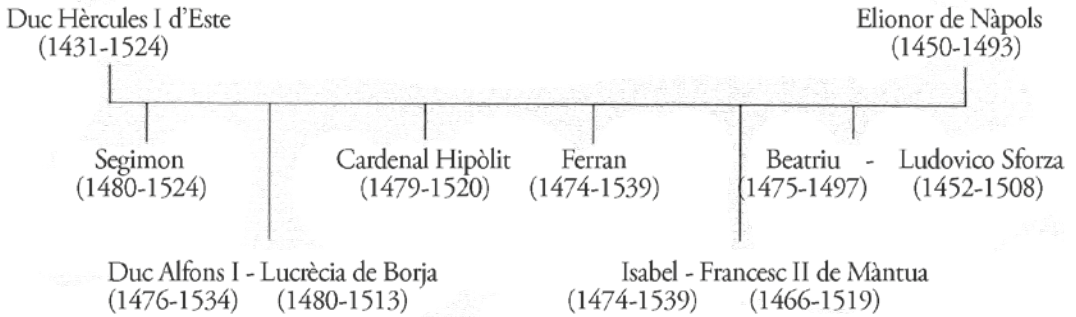 Duc Hèrcules I d'Este
(1431-1524)
Elionor de Nàpols
(1450-1493)
Segimon
(1480-1524)
Cardenal Hipòlit
(1479-1520)
Ferran
(1474-1539)
Beatriu - Ludovico Sforza
(1475-1497) (1452-1508)
Duc Alfons I - Lucrècia de Borja
(1476-1534) (1480-1513)
Isabel - Francesc II de Màntua
(1474-1539) (1466-1519)